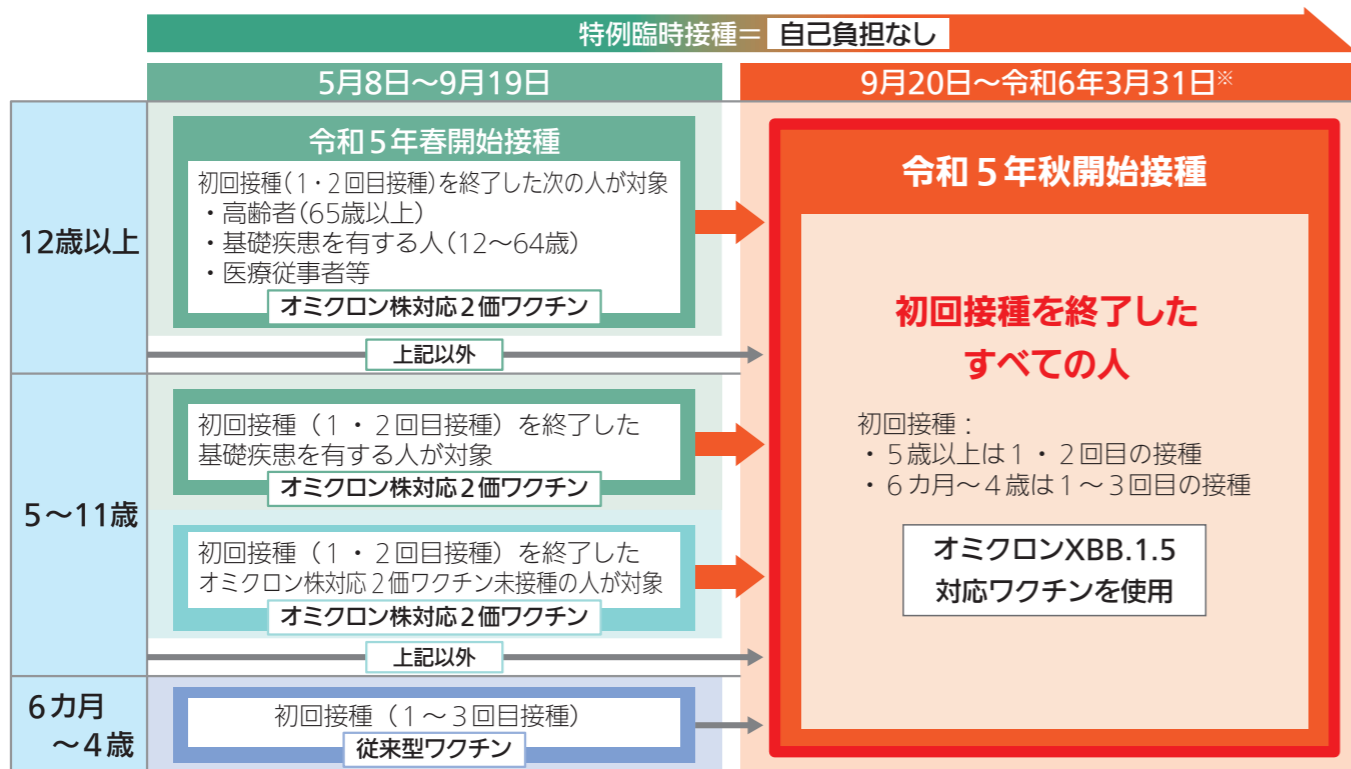 特例臨時接種＝ 自己負担なし
5月8日～9月19日
9月20日～令和6年3月31日※
12歳以上
令和５年春開始接種
初回接種（1・2回目接種）を終了した次の人が対象
・高齢者（65歳以上）
・基礎疾患を有する人（12～64歳）
・医療従事者等
オミクロン株対応２価ワクチン
上記以外
5～11歳
初回接種（１・２回目接種）を終了した
基礎疾患を有する人が対象
オミクロン株対応２価ワクチン
初回接種（１・２回目接種）を終了した
オミクロン株対応２価ワクチン未接種の人が対象
オミクロン株対応２価ワクチン
上記以外
6カ月
～４歳
初回接種（１～３回目接種）
従来型ワクチン
令和５年秋開始接種
初回接種を終了した
すべての人
初回接種：
・５歳以上は１・２回目の接種
・６カ月～４歳は１～３回目の接種
オミクロンXBB.1.5
対応ワクチンを使用